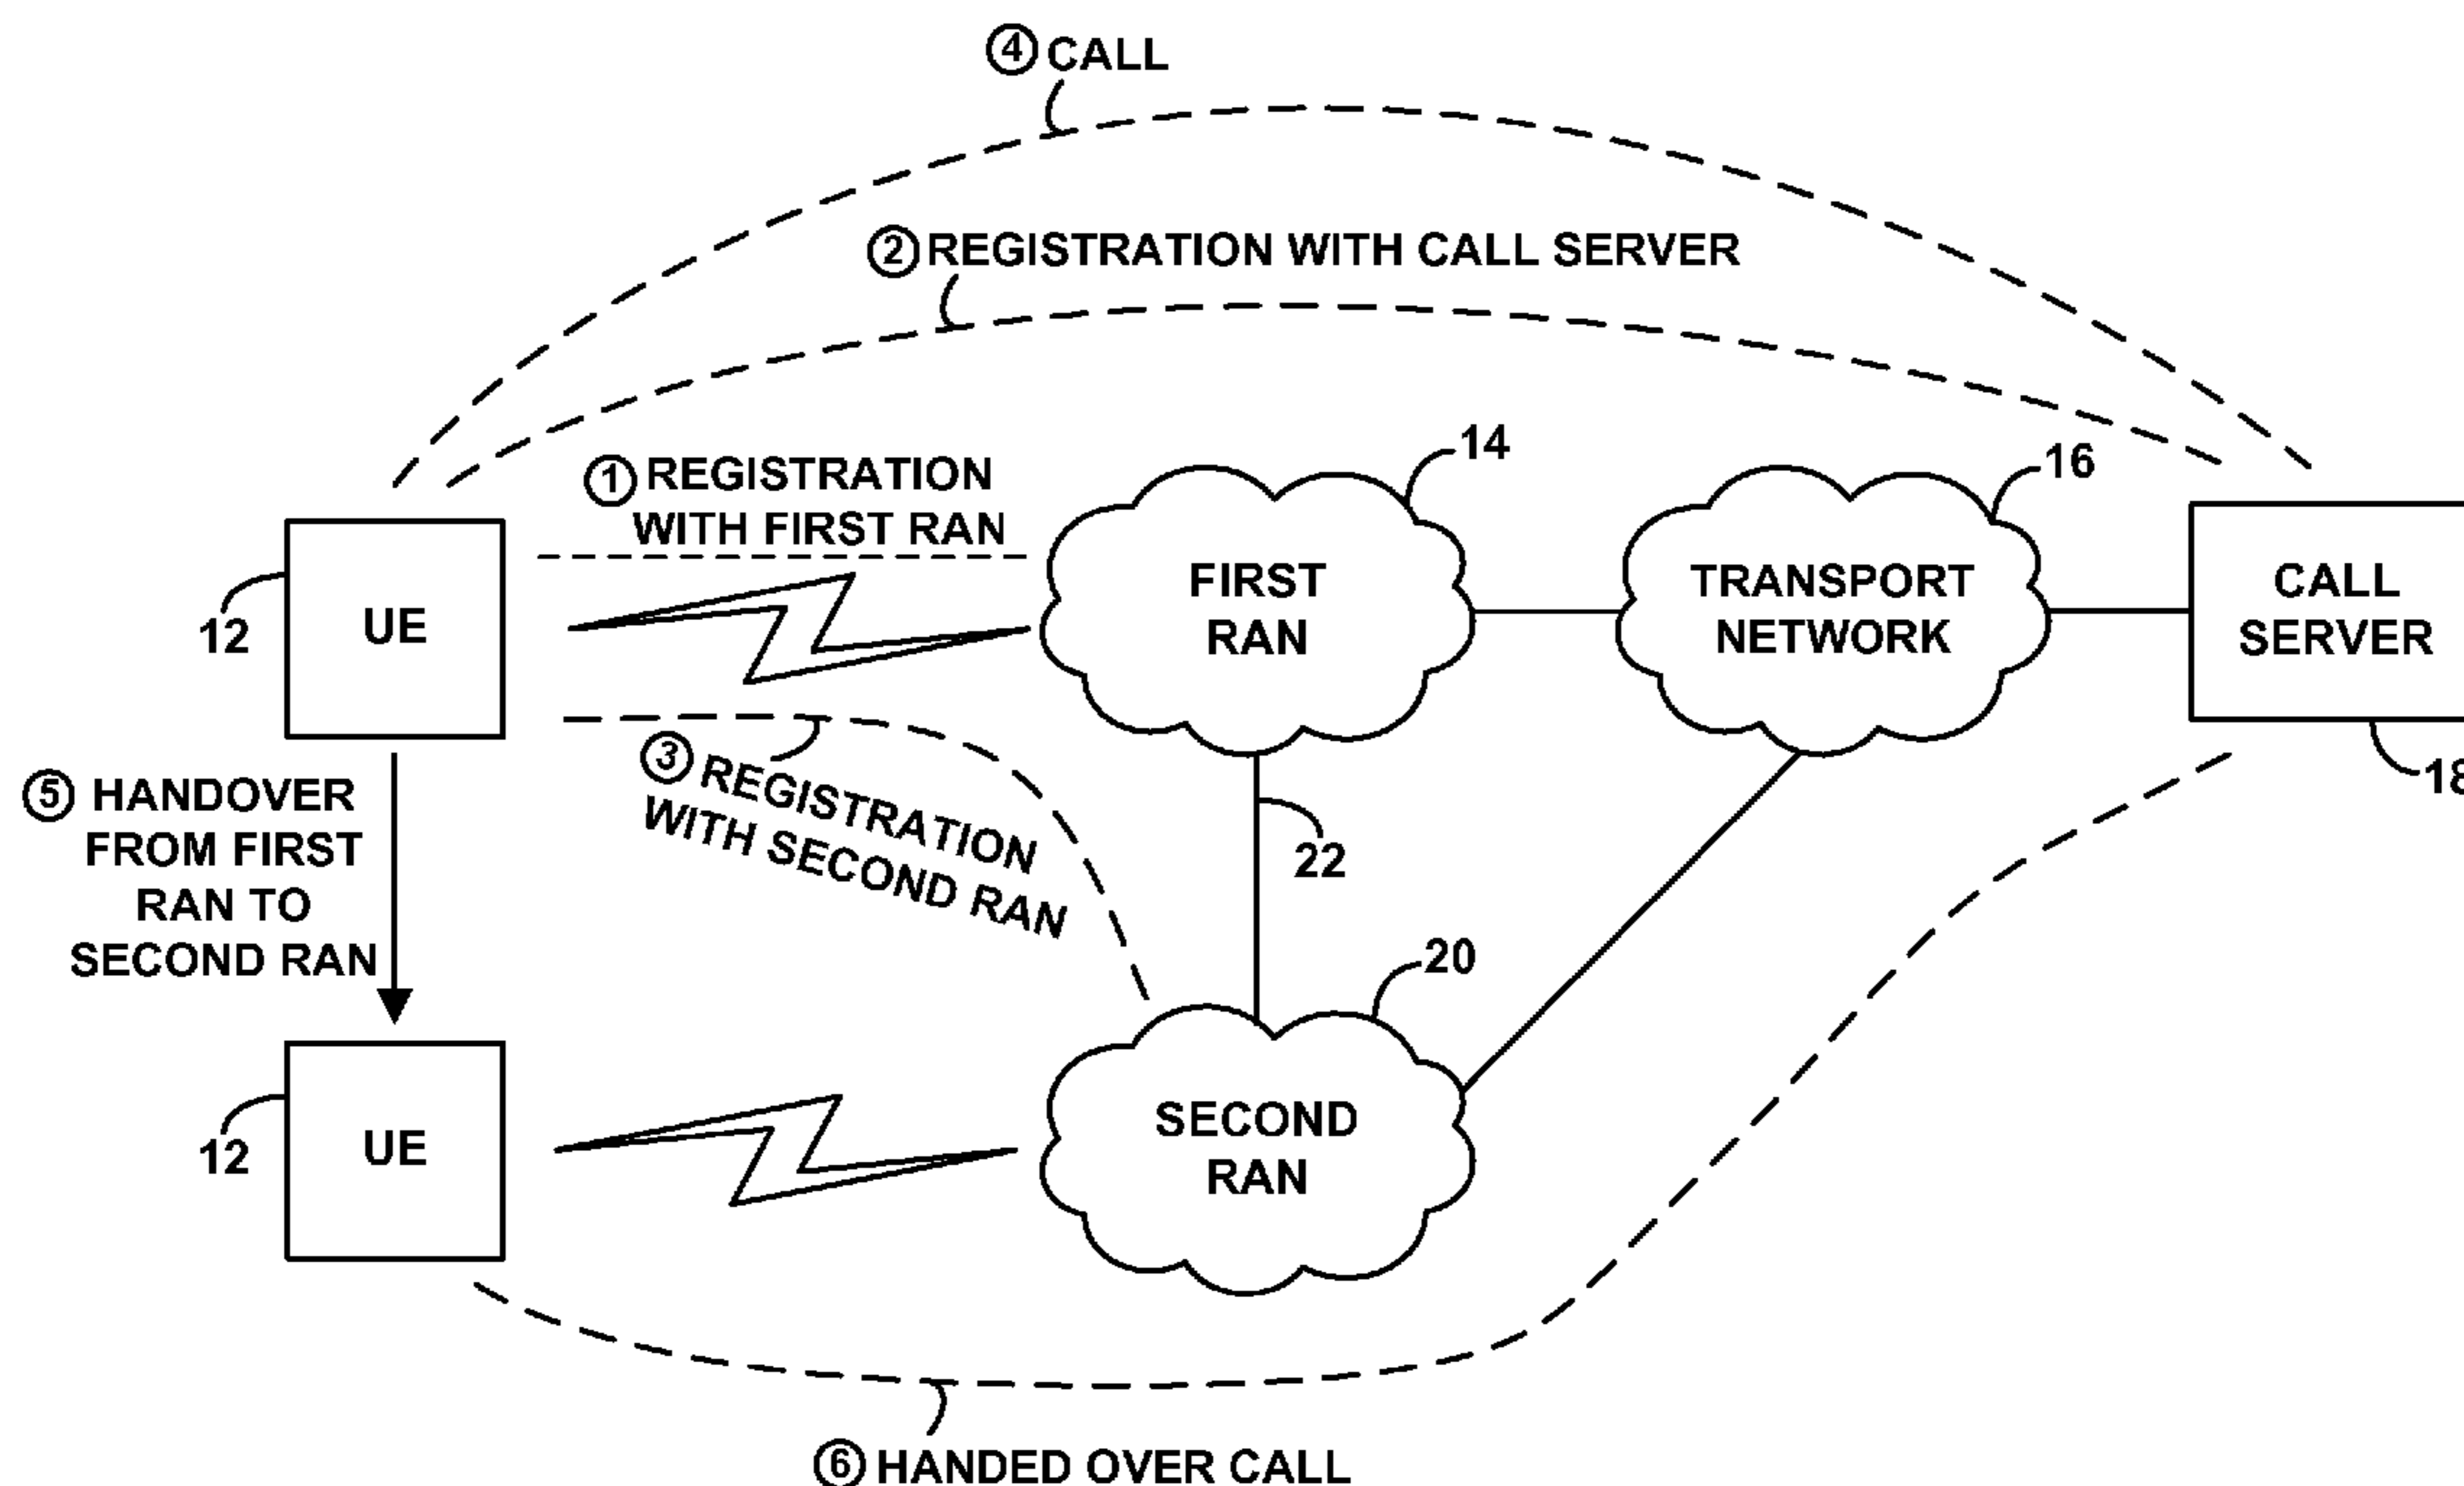 ④ CALL
② REGISTRATION WITH CALL SERVER
① REGISTRATION
WITH FIRST RAN
14
16
12
UE
FIRST
RAN
TRANSPORT
NETWORK
CALL
SERVER
18
③ REGISTRATION
WITH SECOND RAN
⑤ HANDOVER
FROM FIRST
RAN TO
SECOND RAN
22
20
12
UE
SECOND
RAN
⑥ HANDED OVER CALL